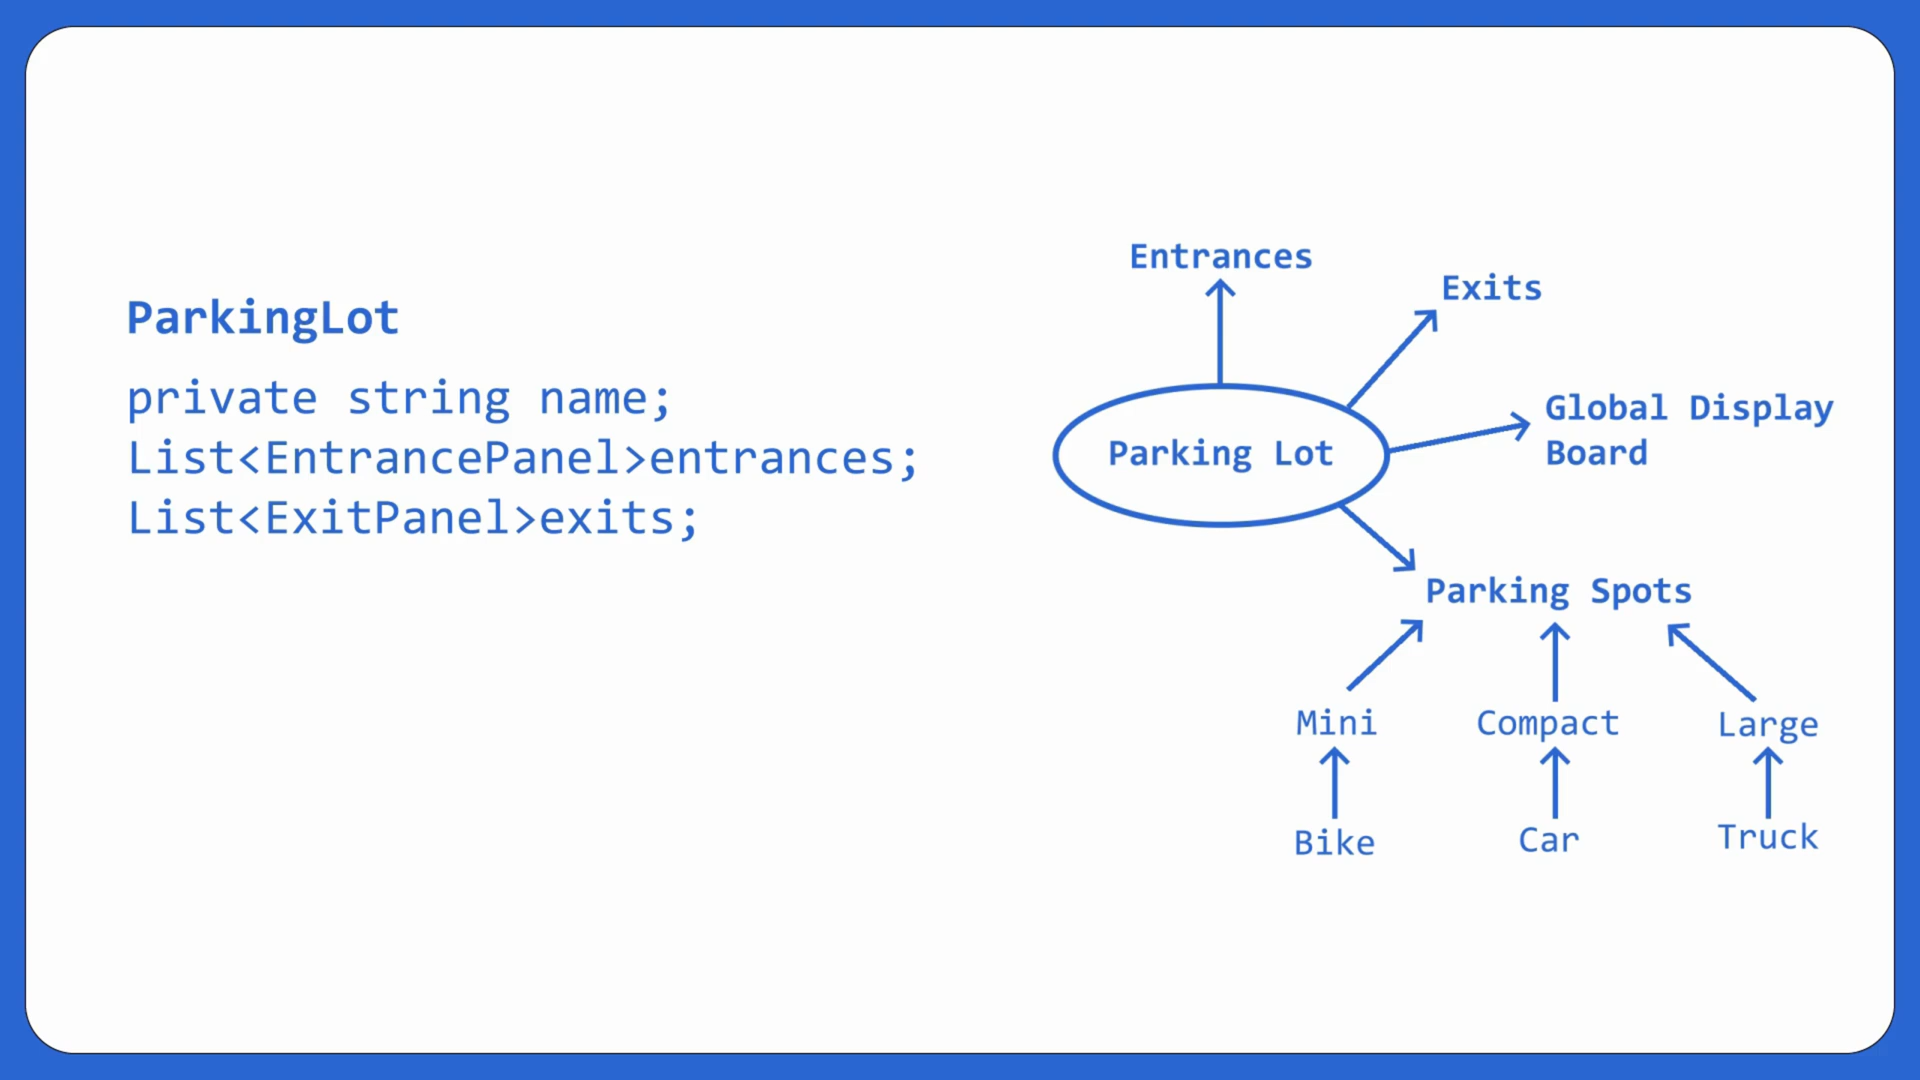 ParkingLot
private string name;
List<EntrancePanel>entrances;
List<ExitPanel>exits;
Entrances
Exits
Global Display
Board
Parking Lot
Parking Spots
Mini
Compact
Large
Bike
Car
Truck